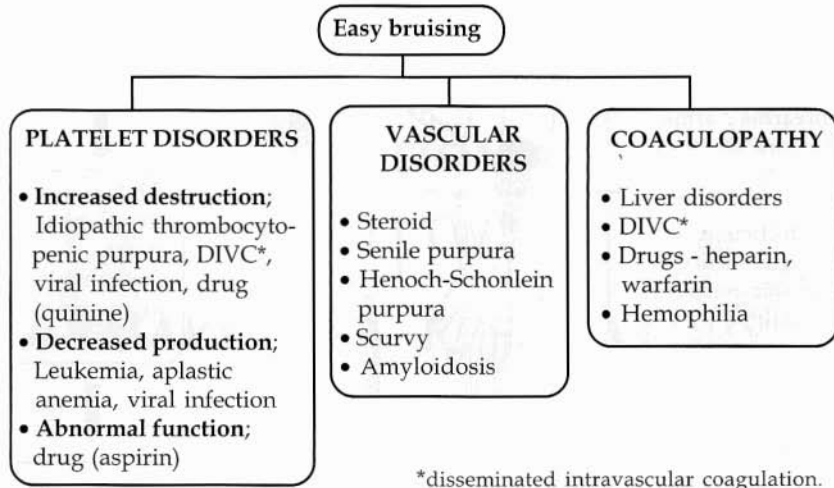 Easy bruising
PLATELET DISORDERS
• Increased destruction;
Idiopathic thrombocyto-
penic purpura, DIVC*,
viral infection, drug
(quinine)
• Decreased production;
Leukemia, aplastic
anemia, viral infection
• Abnormal function;
drug (aspirin)
VASCULAR
DISORDERS
• Steroid
• Senile purpura
• Henoch-Schonlein
purpura
• Scurvy
• Amyloidosis
COAGULOPATHY
• Liver disorders
• DIVC*
• Drugs - heparin,
warfarin
• Hemophilia
*disseminated intravascular coagulation.